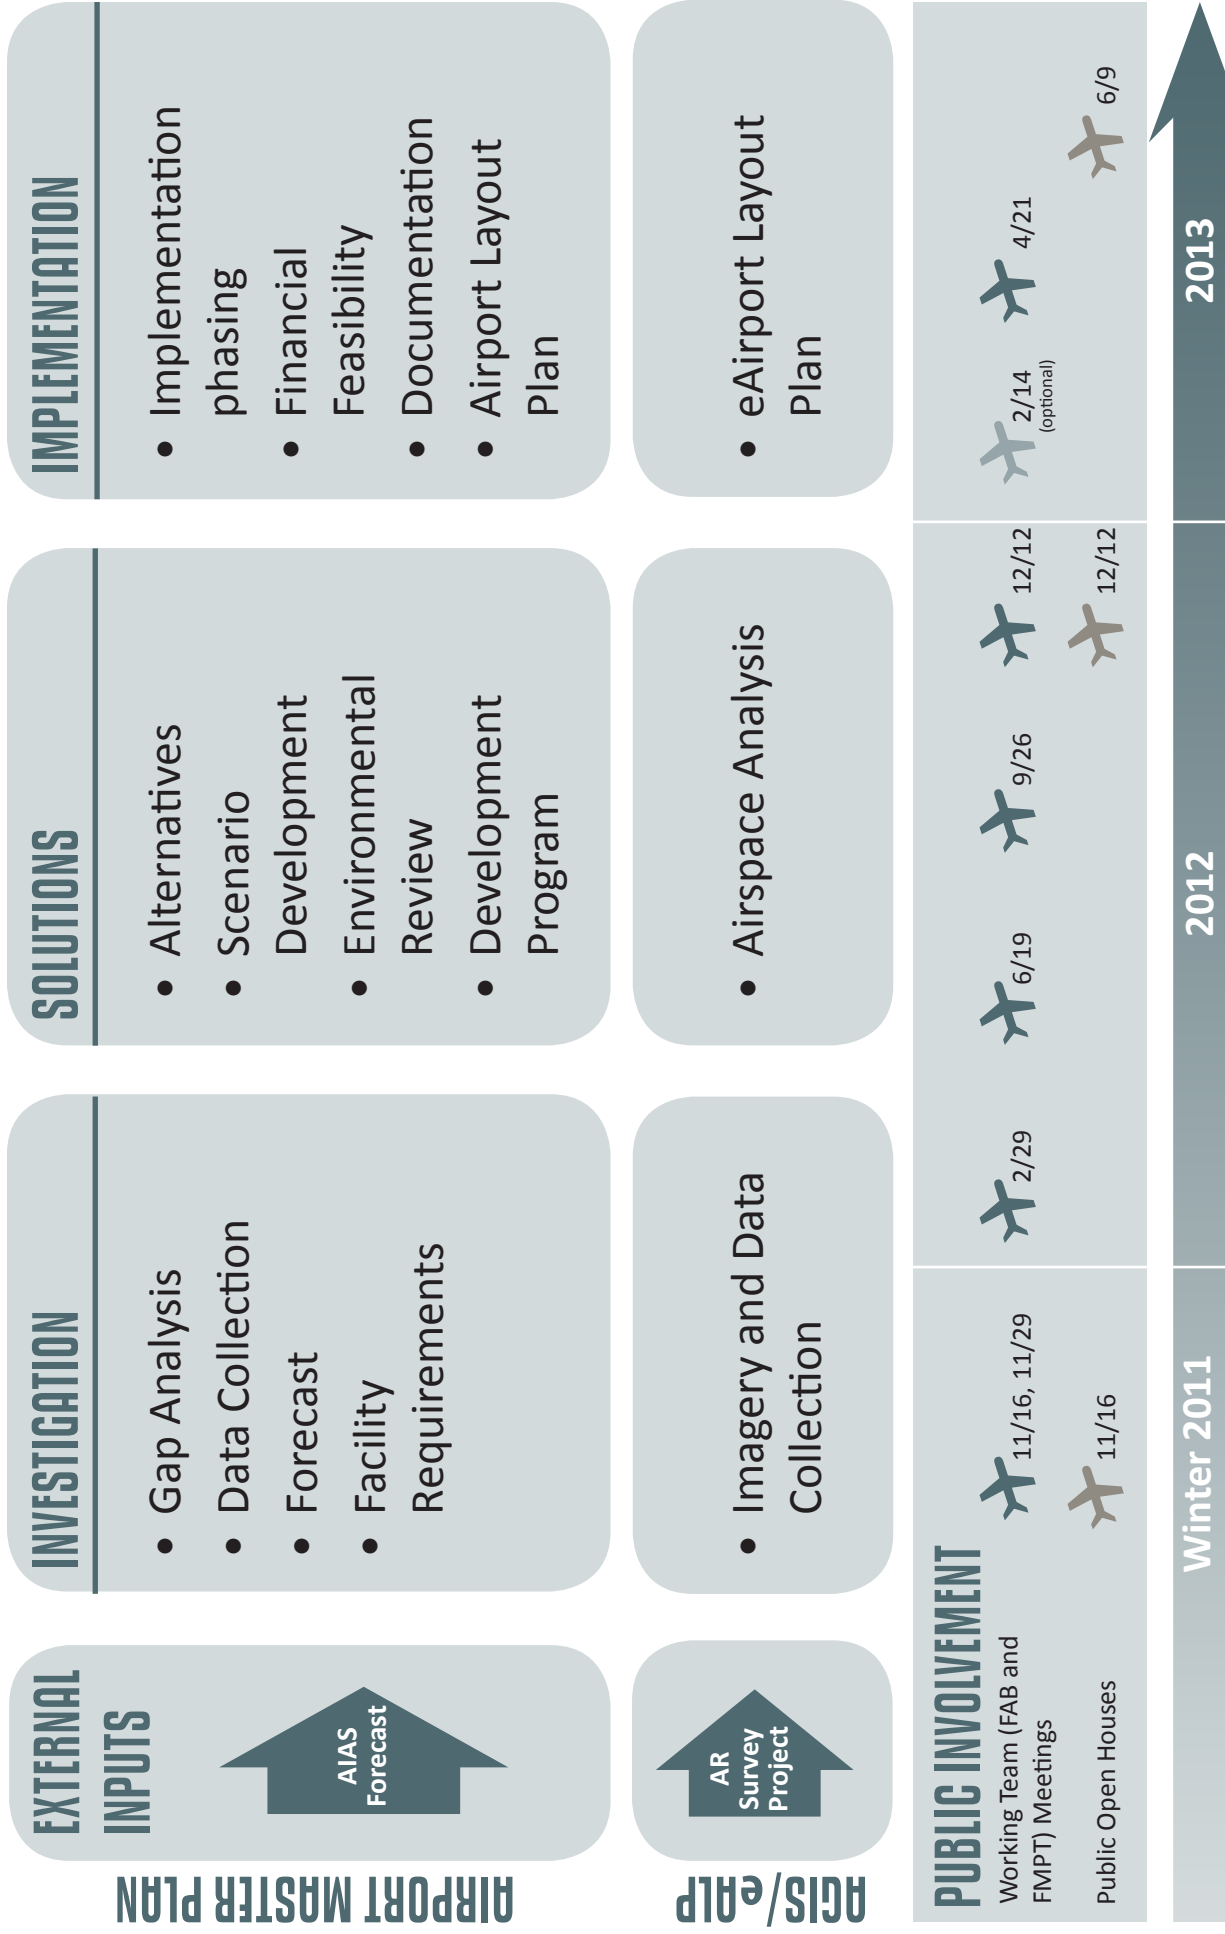 EXTERNAL
INPUTS
INVESTIGATION
SOLUTIONS
IMPLEMENTATION
AIRPORT MASTER PLAN
AIAS
Forecast
• Gap Analysis
• Data Collection
• Forecast
• Facility
Requirements
• Alternatives
• Scenario
Development
• Environmental
Review
• Development
Program
• Implementation
phasing
• Financial
Feasibility
• Documentation
• Airport Layout
Plan
AGIS/eALP
AR
Survey
Project
• Imagery and Data
Collection
• Airspace Analysis
• eAirport Layout
Plan
PUBLIC INVOLVEMENT
Working Team (FAB and
FMPT) Meetings
11/16, 11/29
2/29
6/19
9/26
12/12
2/14
(optional)
4/21
Public Open Houses
11/16
12/12
6/9
Winter 2011
2012
2013